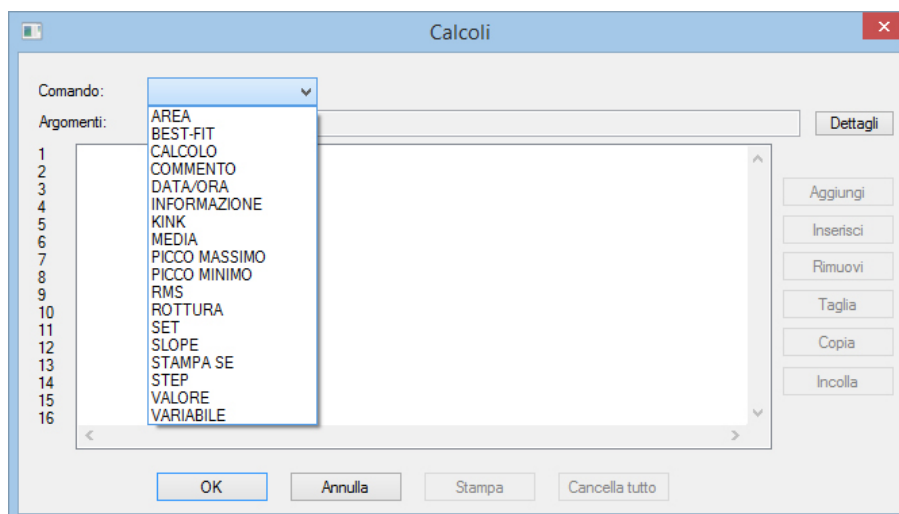 Calcoli
Comando:
Argomenti:
Dettagli
AREA
BEST-FIT
CALCOLO
COMMENTO
DATA/ORA
INFORMAZIONE
KINK
MEDIA
PICCO MASSIMO
PICCO MINIMO
RMS
ROTTURA
SET
SLOPE
STAMPA SE
STEP
VALORE
VARIABILE
1
2
3
4
5
6
7
8
9
10
11
12
13
14
15
16
Aggiungi
Inserisci
Rimuovi
Taglia
Copia
Incolla
OK
Annulla
Stampa
Cancella tutto